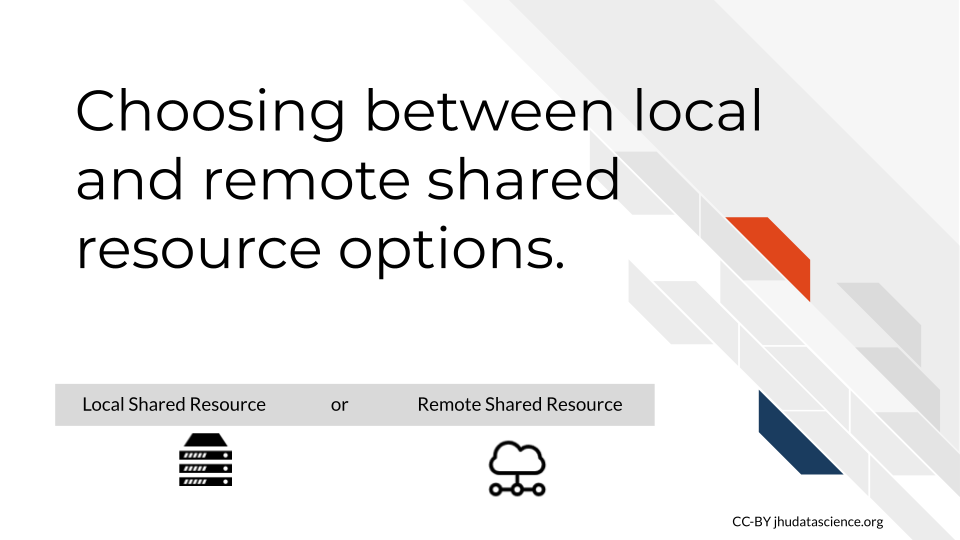 Choosing between local
and remote shared
resource options.
Local Shared Resource or Remote Shared Resource
CC-BY jhudatascience.org